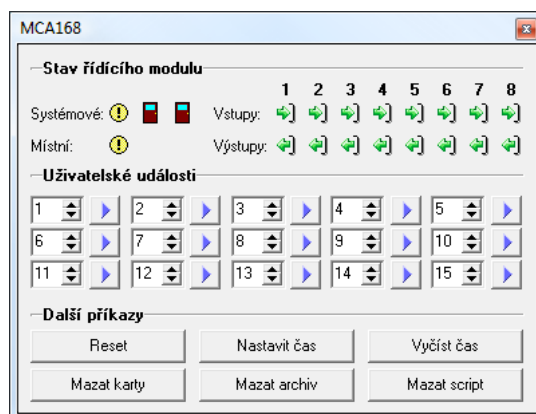 MCA168
Stav řídícího modulu
1 2 3 4 5 6 7 8
Systémové: Vstupy:
Místní: Výstupy:
Uživatelské události
1 2 3 4 5
6 7 8 9 10
11 12 13 14 15
Další příkazy
Reset Nastavit čas Vyčíst čas
Mazat karty Mazat archiv Mazat script